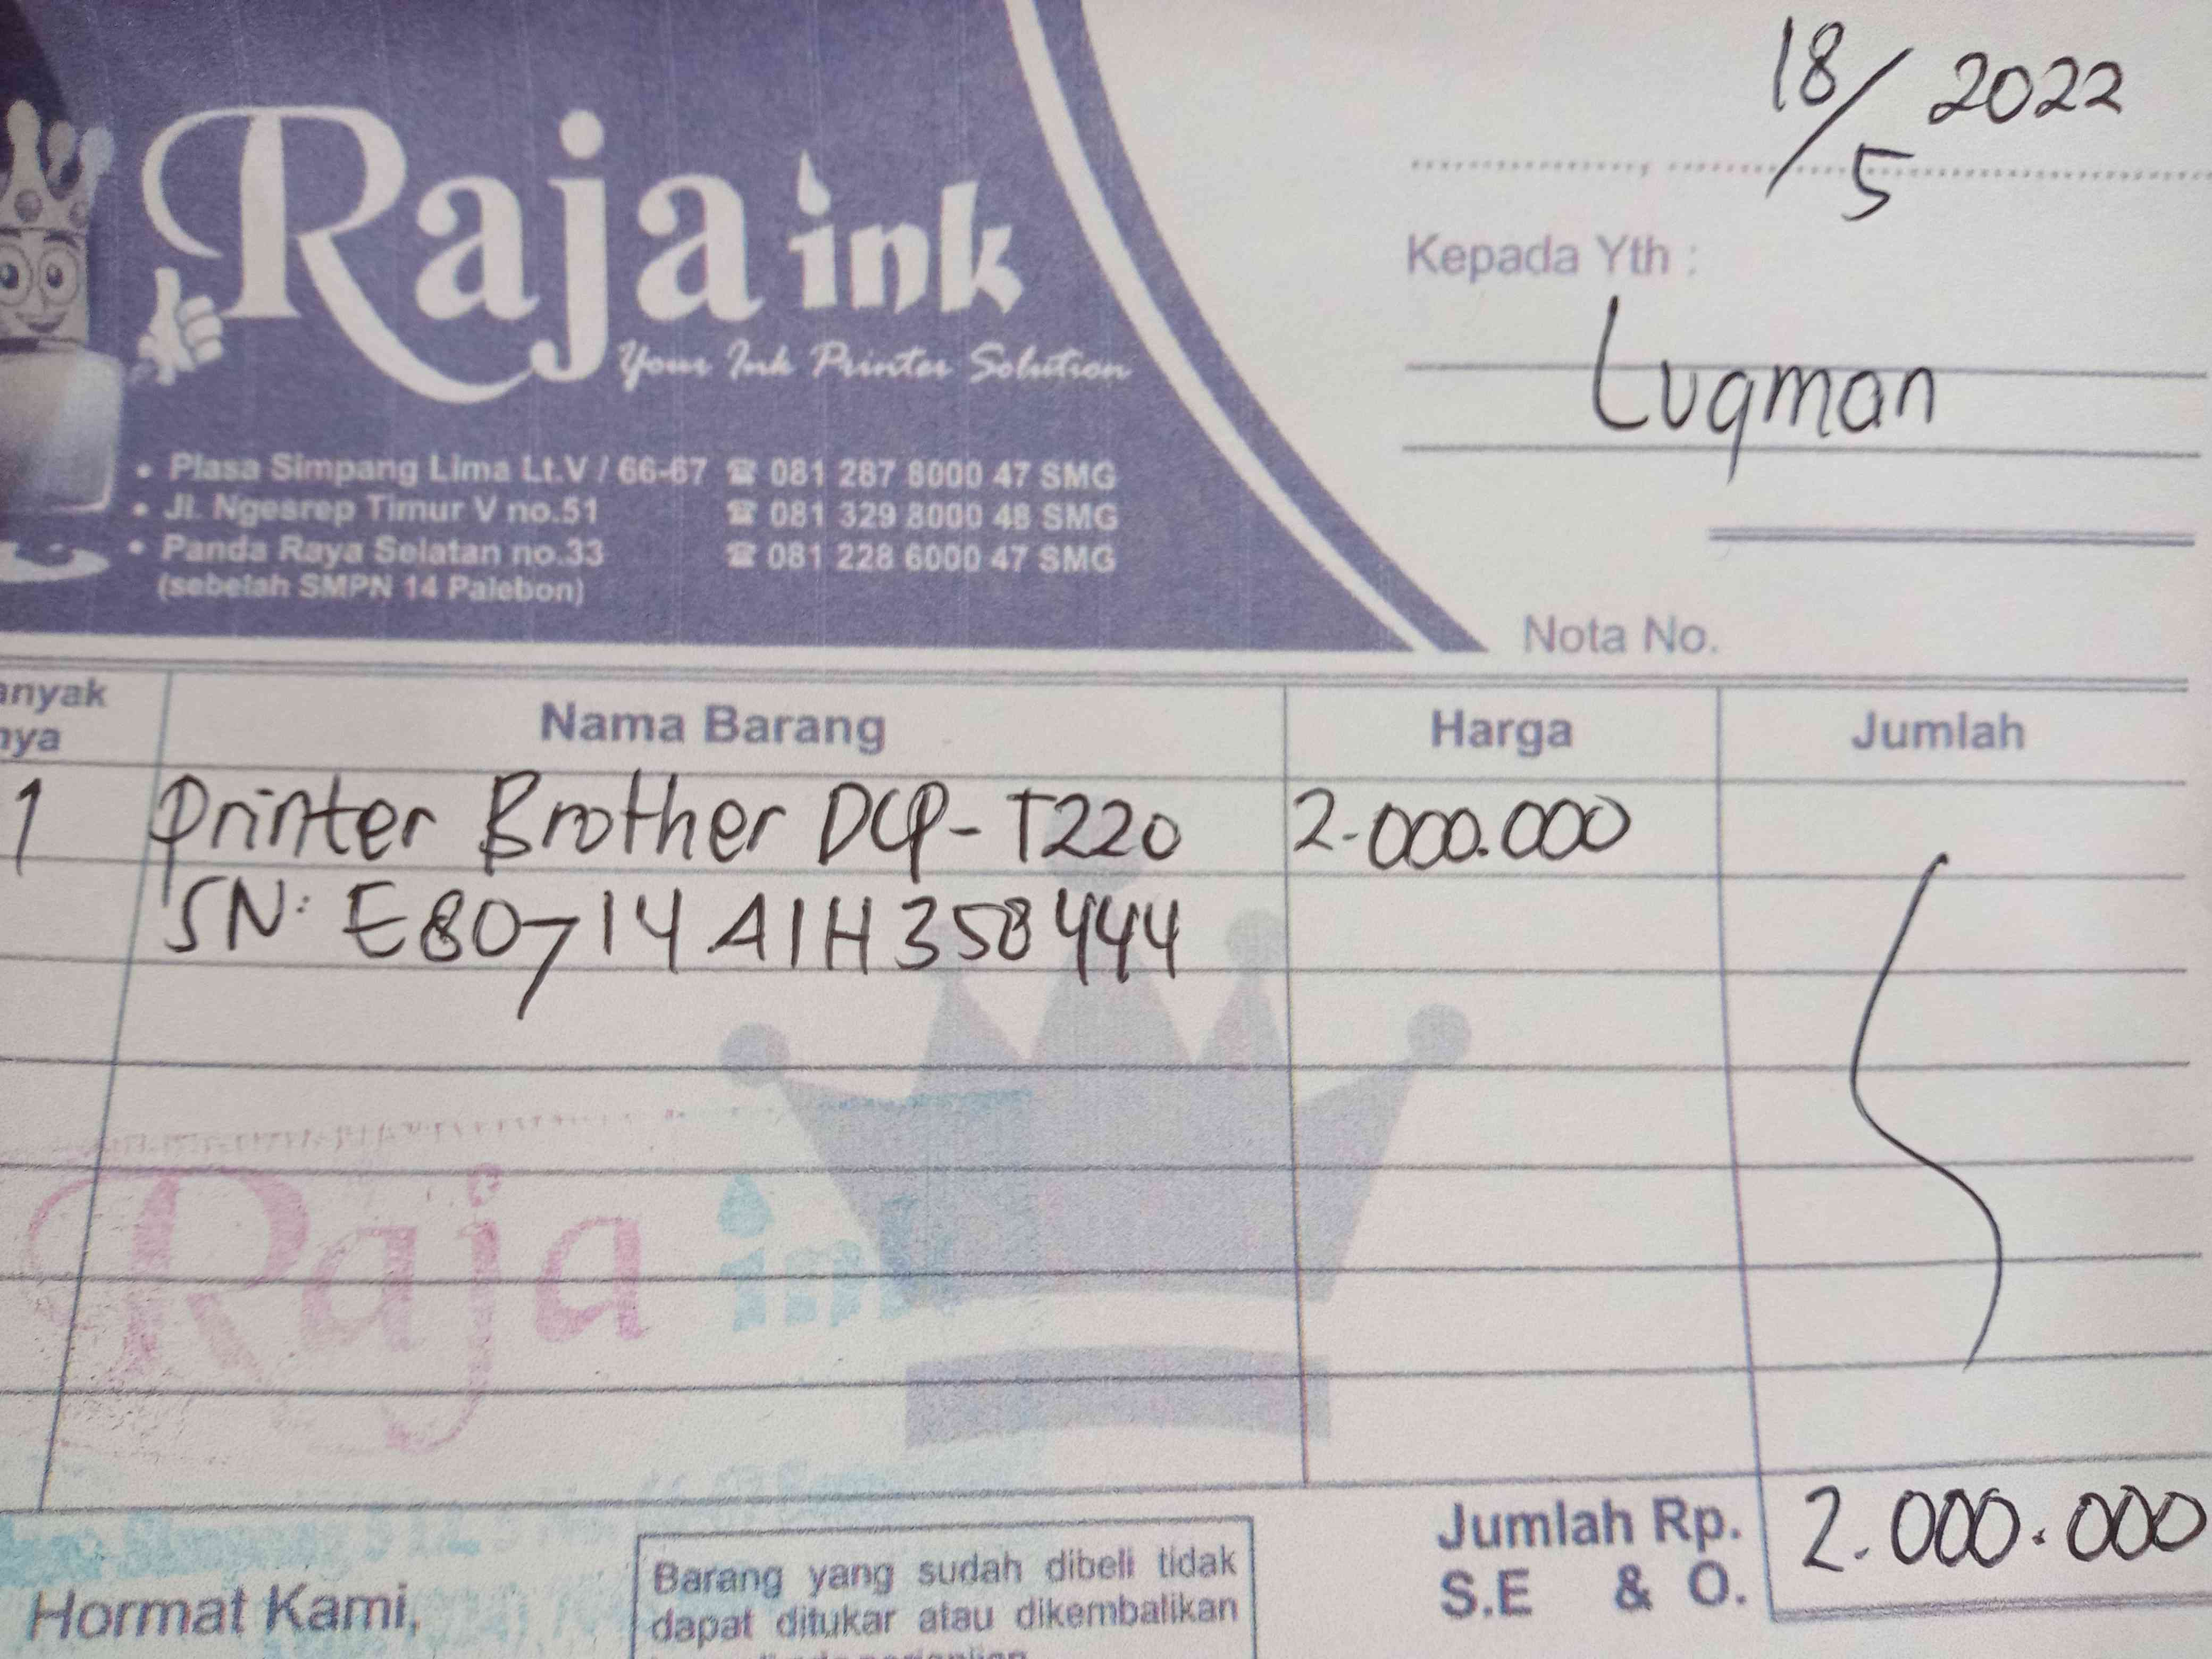 18/5 2022
Raja ink
Your Ink Printer Solution
Kepada Yth :
Luqman
• Plasa Simpang Lima Lt.V / 66-67 ☎ 081 287 8000 47 SMG
• Jl. Ngesrep Timur V no.51 ☎ 081 329 8000 48 SMG
• Panda Raya Selatan no.33 ☎ 081 228 6000 47 SMG
(sebelah SMPN 14 Palebon)
Nota No.
anyak
nya
Nama Barang Harga Jumlah
1 Printer Brother DCP-T220 2.000.000
SN: E80714A1H358444
Raja ink
Jumlah Rp. 2.000.000
S.E & O.
Hormat Kami,
Barang yang sudah dibeli tidak
dapat ditukar atau dikembalikan